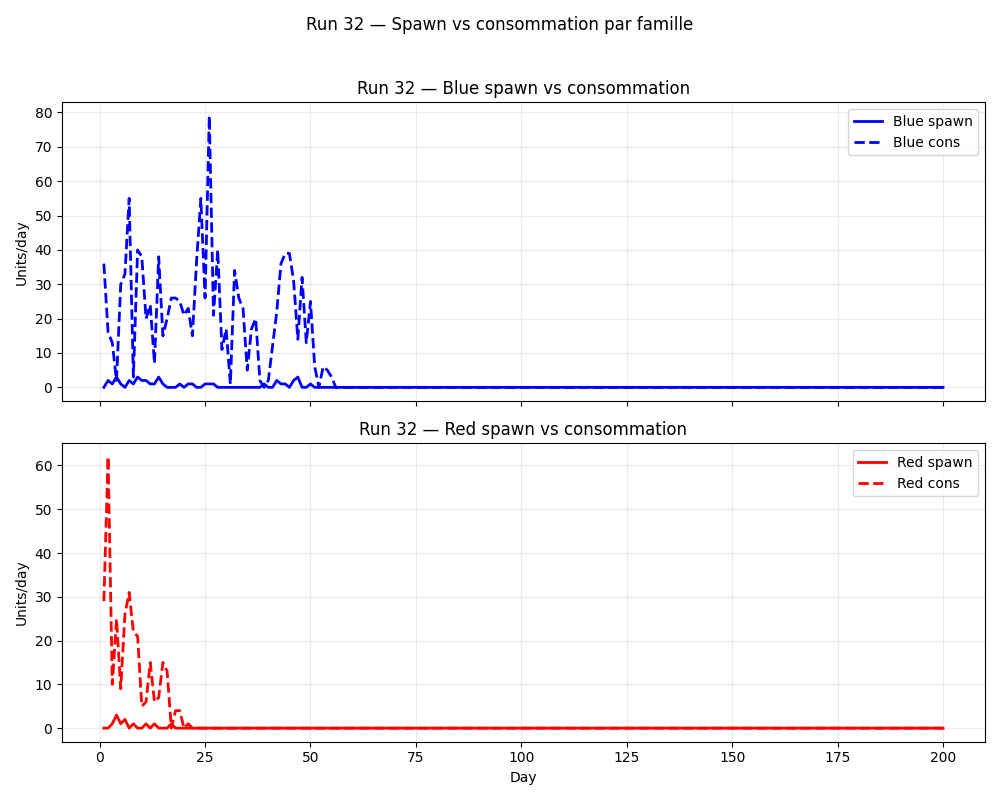 Run 32 — Spawn vs consommation par famille
Run 32 — Blue spawn vs consommation
80
70
60
50
40
30
20
10
0
Units/day
Blue spawn
Blue cons
Run 32 — Red spawn vs consommation
60
50
40
30
20
10
0
Units/day
Red spawn
Red cons
0 25 50 75 100 125 150 175 200
Day